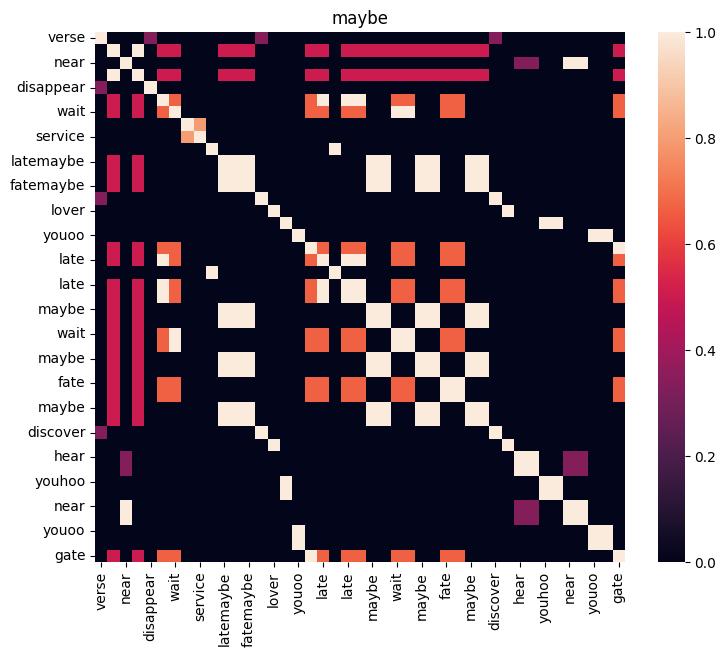 maybe
verse
near
disappear
wait
service
latemaybe
fatemaybe
lover
youoo
late
late
maybe
wait
maybe
fate
maybe
discover
hear
youhoo
near
youoo
gate
1.0
0.8
0.6
0.4
0.2
0.0
verse
near
disappear
wait
service
latemaybe
fatemaybe
lover
youoo
late
late
maybe
wait
maybe
fate
maybe
discover
hear
youhoo
near
youoo
gate